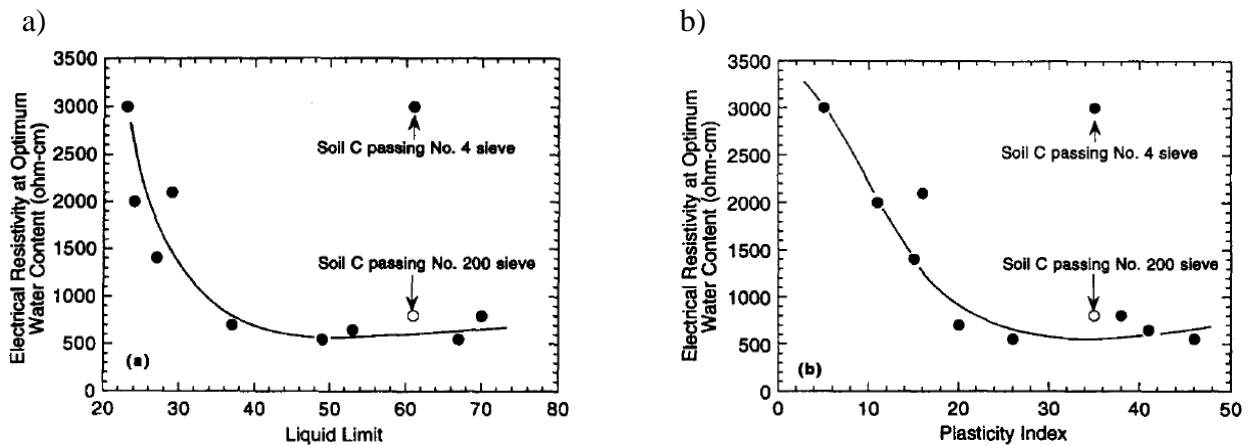 a)
Electrical Resistivity at Optimum
Water Content (ohm-cm)
3500
3000
2500
2000
1500
1000
500
0
Soil C passing No. 4 sieve
Soil C passing No. 200 sieve
(a)
20 30 40 50 60 70 80
Liquid Limit
b)
Electrical Resistivity at Optimum
Water Content (ohm-cm)
3500
3000
2500
2000
1500
1000
500
0
Soil C passing No. 4 sieve
Soil C passing No. 200 sieve
(b)
0 10 20 30 40 50
Plasticity Index